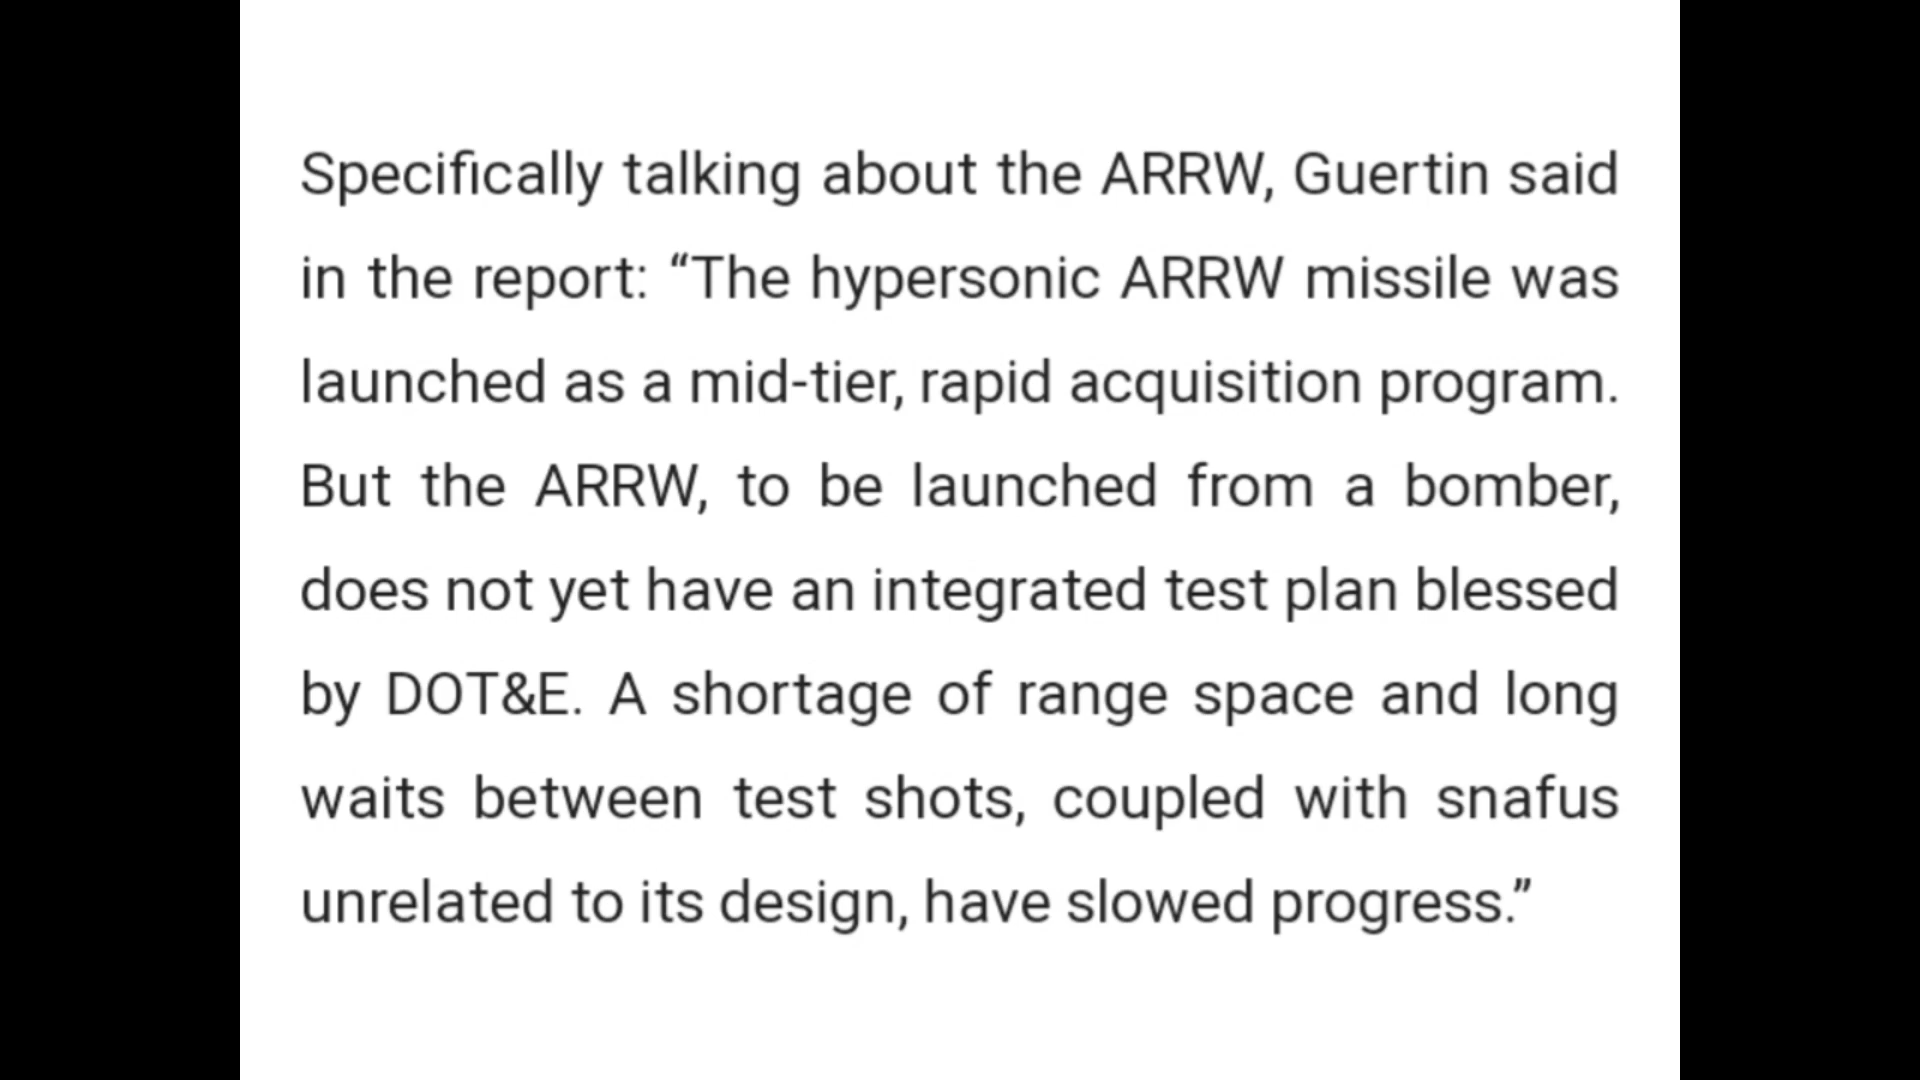 Specifically talking about the ARRW, Guertin said
in the report: “The hypersonic ARRW missile was
launched as a mid-tier, rapid acquisition program.
But the ARRW, to be launched from a bomber,
does not yet have an integrated test plan blessed
by DOT&E. A shortage of range space and long
waits between test shots, coupled with snafus
unrelated to its design, have slowed progress.”